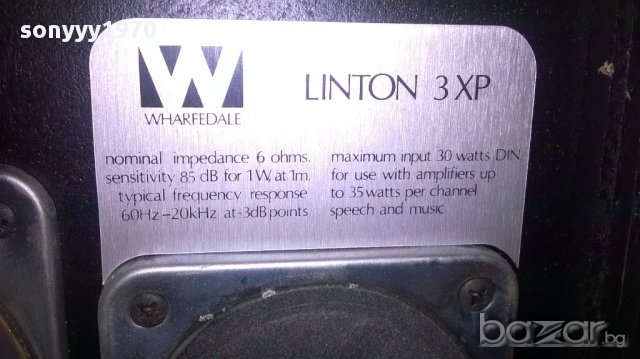 sonyyy1970
W
WHARFEDALE
LINTON 3 XP
nominal impedance 6 ohms.
sensitivity 85 dB for 1W at 1m.
typical frequency response
60Hz-20kHz at-3dB points
maximum input 30 watts DIN
for use with amplifiers up
to 35 watts per channel
speech and music
bazar.bg